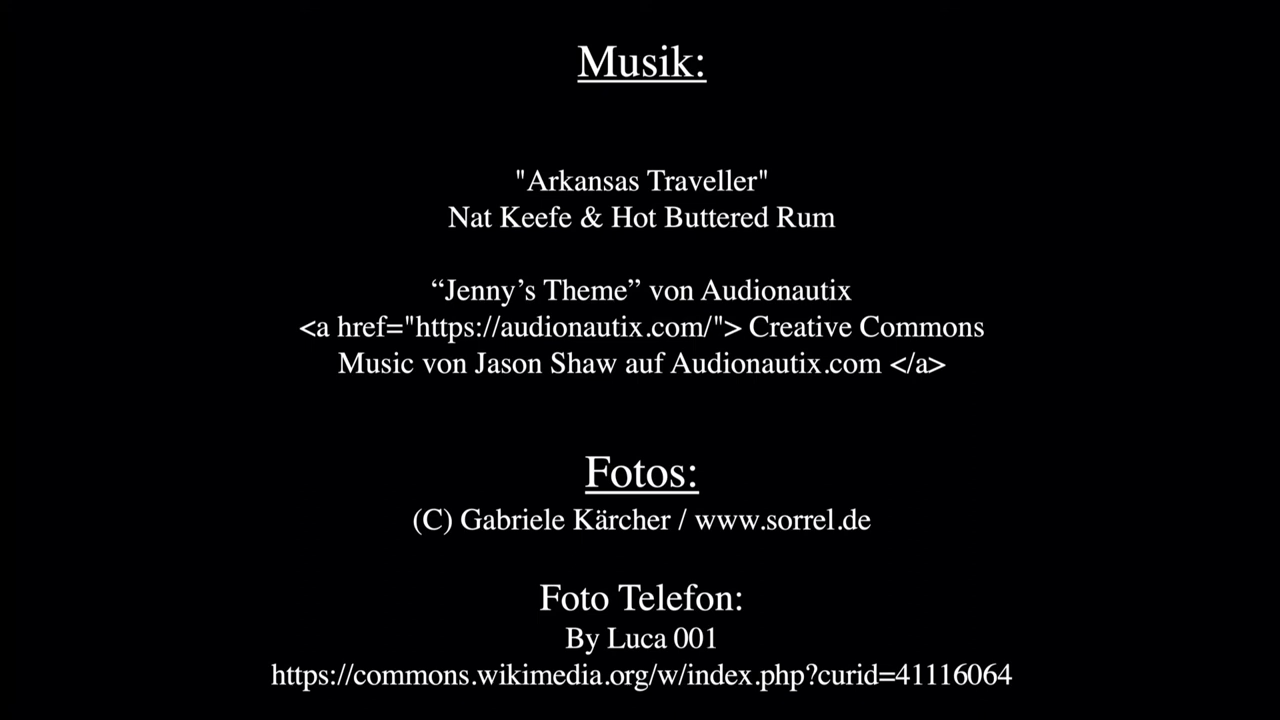 Musik:
"Arkansas Traveller"
Nat Keefe & Hot Buttered Rum
“Jenny’s Theme” von Audionautix
<a href="https://audionautix.com/"> Creative Commons
Music von Jason Shaw auf Audionautix.com </a>
Fotos:
(C) Gabriele Kärcher / www.sorrel.de
Foto Telefon:
By Luca 001
https://commons.wikimedia.org/w/index.php?curid=41116064